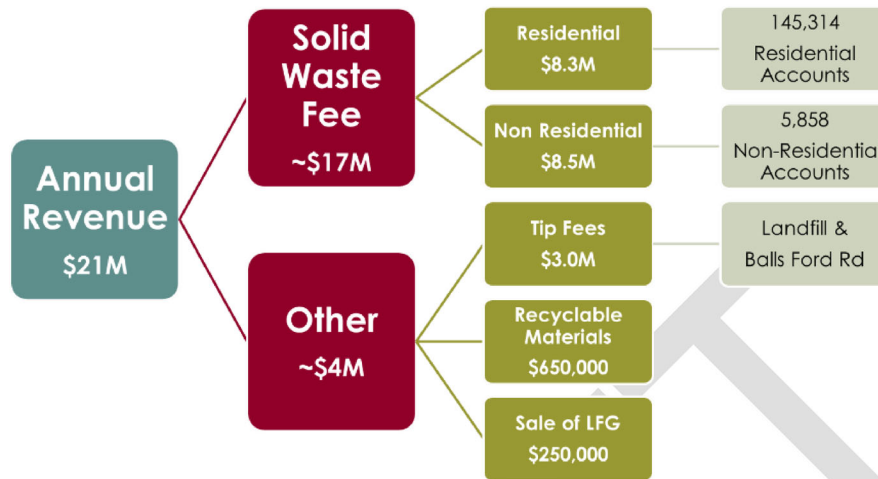 Annual
Revenue
$21M
Solid
Waste
Fee
~$17M
Residential
$8.3M
145,314
Residential
Accounts
Non Residential
$8.5M
5,858
Non-Residentia
Accounts
Other
~$4M
Tip Fees
$3.0M
Landfill &
Balls Ford Rd
Recyclable
Materials
$650,000
Sale of LFG
$250,000